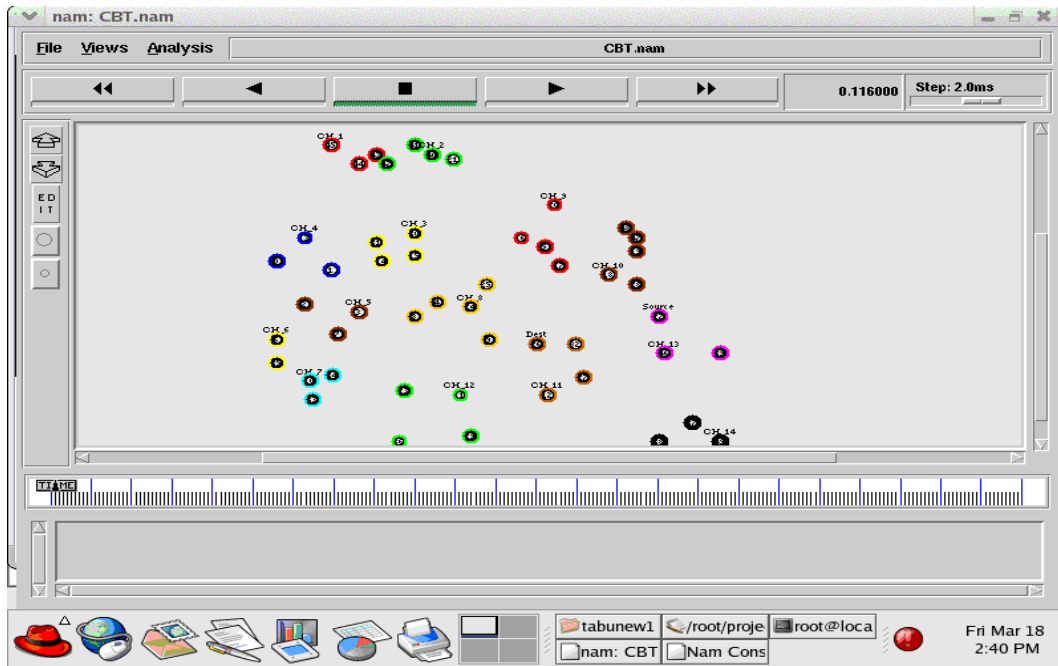 nam: CBT.nam
File Views Analysis CBT.nam
0.116000 Step: 2.0ms
ED
IT
CH_1
CH_2
CH_9
CH_3
CH_4
CH_10
CH_5
CH_8
Source
CH_6
Dest
CH_13
CH_7
CH_12
CH_11
CH_14
TIME
tabunew1 /root/proje root@loca
nam: CBT Nam Cons
Fri Mar 18
2:40 PM